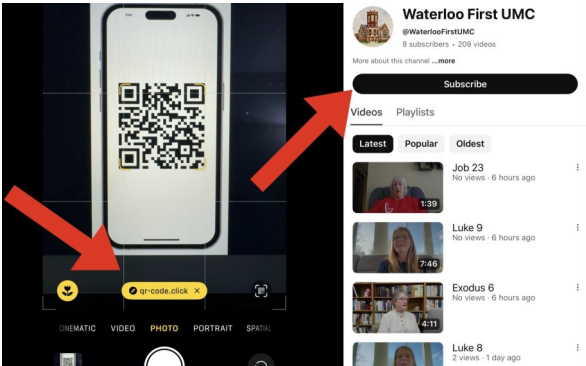 7:42
qr-code.click ×
CINEMATIC VIDEO PHOTO PORTRAIT SPATIAL
Waterloo First UMC
@WaterlooFirstUMC
8 subscribers • 209 videos
More about this channel ...more
Subscribe
Videos Playlists
Latest Popular Oldest
Job 23
No views • 6 hours ago
1:39
Luke 9
No views • 6 hours ago
7:46
Exodus 6
No views • 6 hours ago
4:11
Luke 8
2 views • 1 day ago